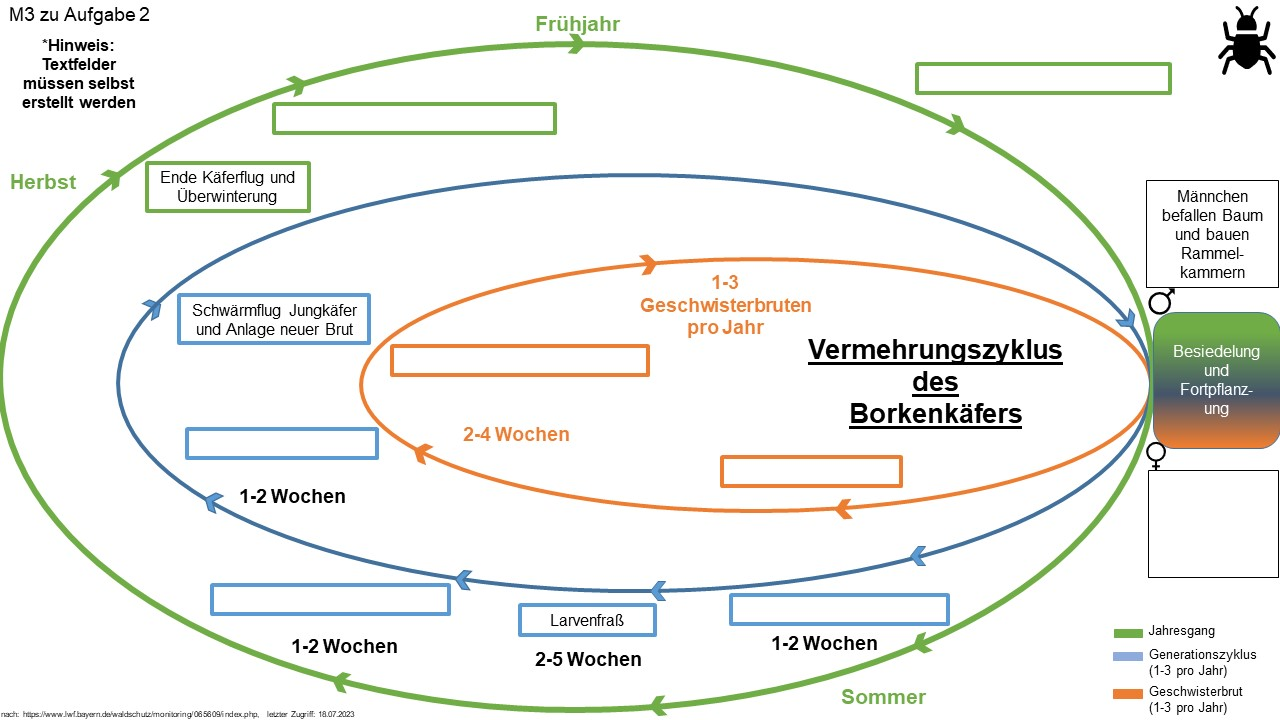 M3 zu Aufgabe 2
*Hinweis:
Textfelder
müssen selbst
erstellt werden
Frühjahr
Herbst
Ende Käferflug und
Überwinterung
Männchen
befallen Baum
und bauen
Rammel-
kammern
Schwärmflug Jungkäfer
und Anlage neuer Brut
1-3
Geschwisterbruten
pro Jahr
Vermehrungszyklus
des
Borkenkäfers
Besiedelung
und
Fortpflanz-
ung
2-4 Wochen
1-2 Wochen
Larvenfraß
1-2 Wochen
2-5 Wochen
1-2 Wochen
Sommer
Jahresgang
Generationszyklus
(1-3 pro Jahr)
Geschwisterbrut
(1-3 pro Jahr)
nach: https://www.lwf.bayern.de/waldschutz/monitoring/065609/index.php, letzter Zugriff: 18.07.2023